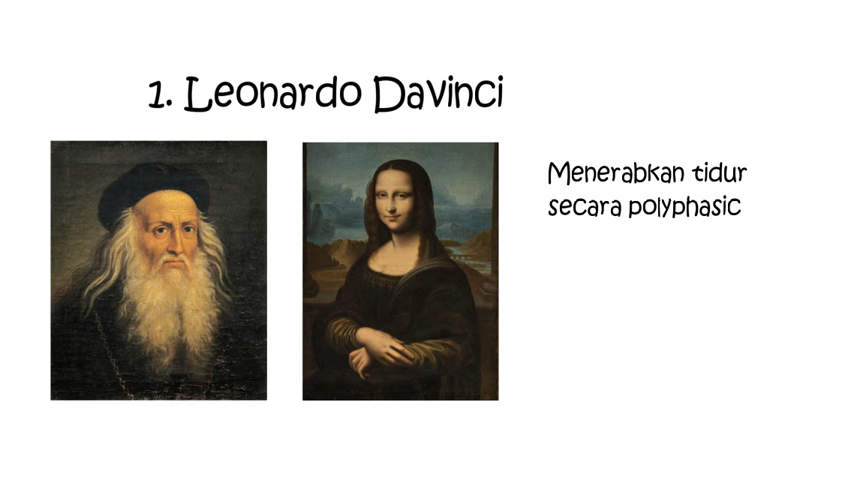 1. Leonardo DaVinci
Menerabkan tidur
secara polyphasic